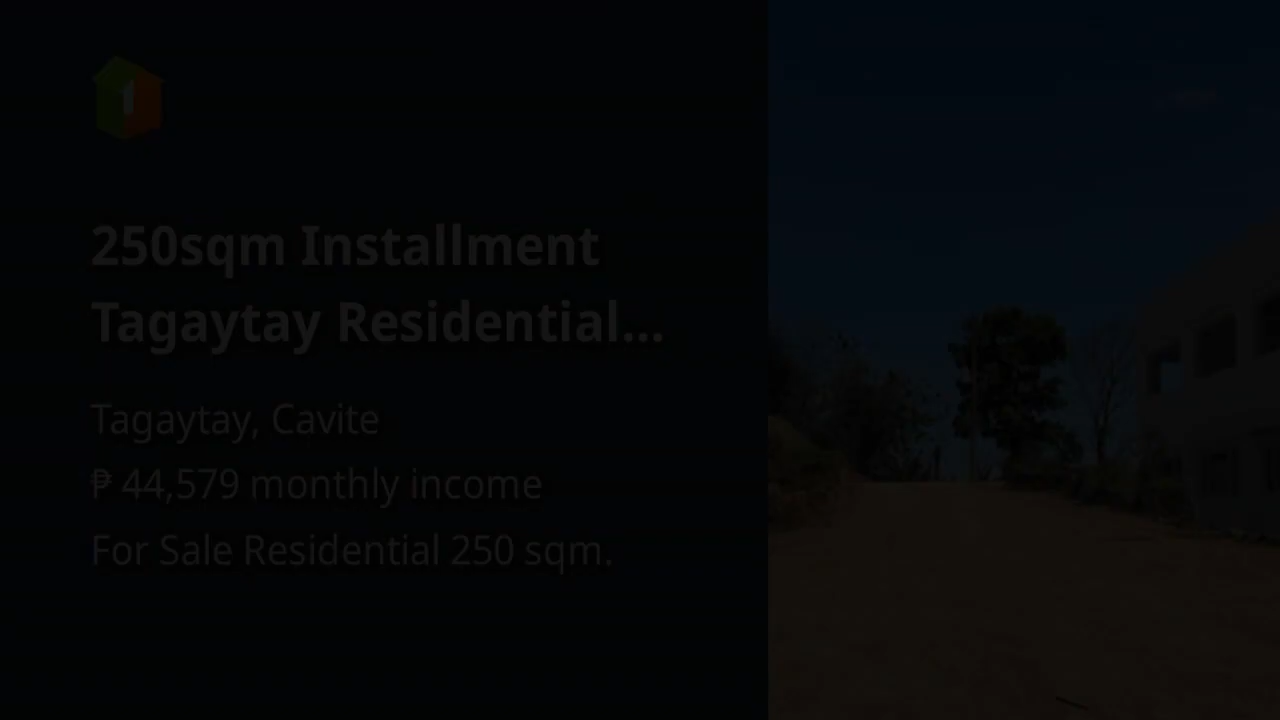 250sqm Installment
Tagaytay Residential...
Tagaytay, Cavite
₱ 44,579 monthly income
For Sale Residential 250 sqm.